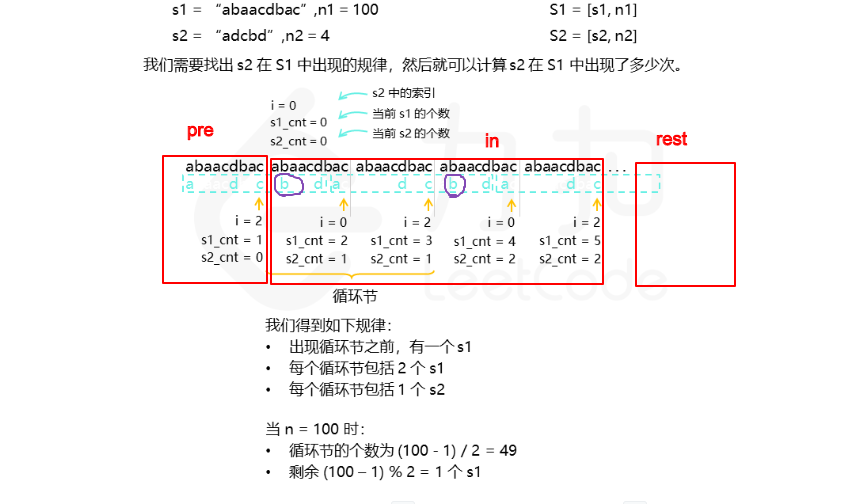 s1 = “abaacdbac”,n1 = 100 S1 = [s1, n1]
s2 = “adcbd”,n2 = 4 S2 = [s2, n2]
我们需要找出 s2 在 S1 中出现的规律，然后就可以计算 s2 在 S1 中出现了多少次。
s2 中的索引
i = 0
当前 s1 的个数
s1_cnt = 0
当前 s2 的个数
s2_cnt = 0
pre in rest
abaacdbac abaacdbac abaacdbac abaacdbac abaacdbac ...
a d c b d a d c b d a d c
i = 2 i = 0 i = 2 i = 0 i = 2
s1_cnt = 1 s1_cnt = 2 s1_cnt = 3 s1_cnt = 4 s1_cnt = 5
s2_cnt = 0 s2_cnt = 1 s2_cnt = 1 s2_cnt = 2 s2_cnt = 2
力扣
LeetCode
循环节
我们得到如下规律：
• 出现循环节之前，有一个 s1
• 每个循环节包括 2 个 s1
• 每个循环节包括 1 个 s2
当 n = 100 时：
• 循环节的个数为 (100 - 1) / 2 = 49
• 剩余 (100 – 1) % 2 = 1 个 s1